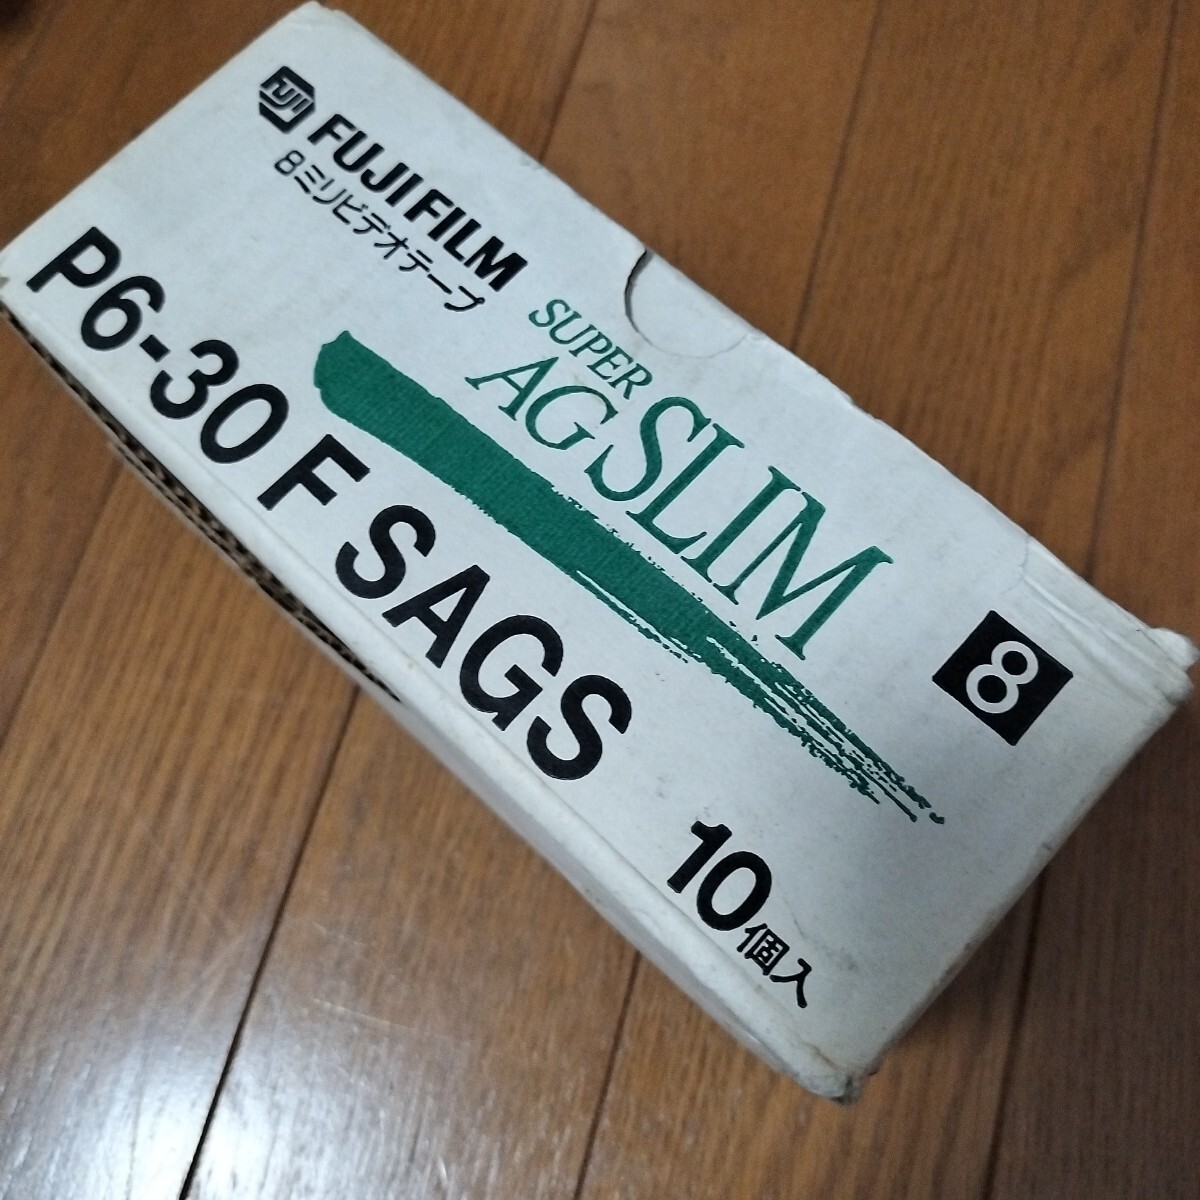 FUJI FUJIFILM
8ミリビデオテープ
SUPER
AG SLIM
P6-30 F SAGS
8
10個入